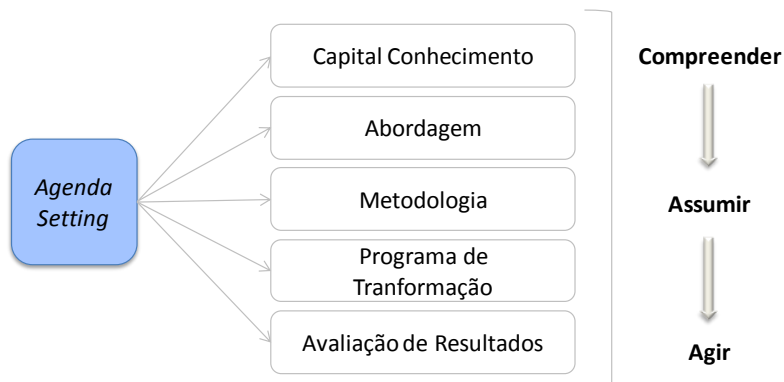 Agenda
Setting
Capital Conhecimento
Abordagem
Metodologia
Programa de
Tranformação
Avaliação de Resultados
Compreender
Assumir
Agir